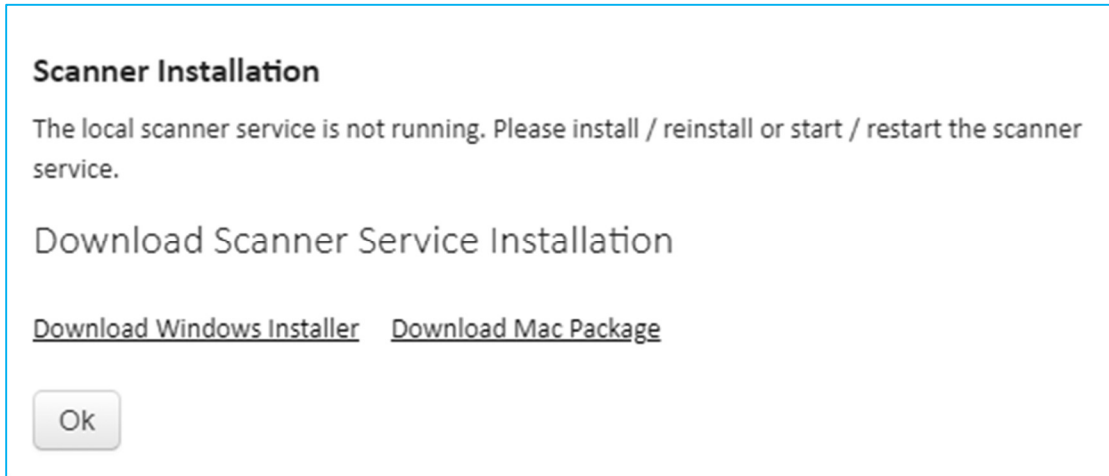 Scanner Installation
The local scanner service is not running. Please install / reinstall or start / restart the scanner
service.
Download Scanner Service Installation
Download Windows Installer Download Mac Package
Ok